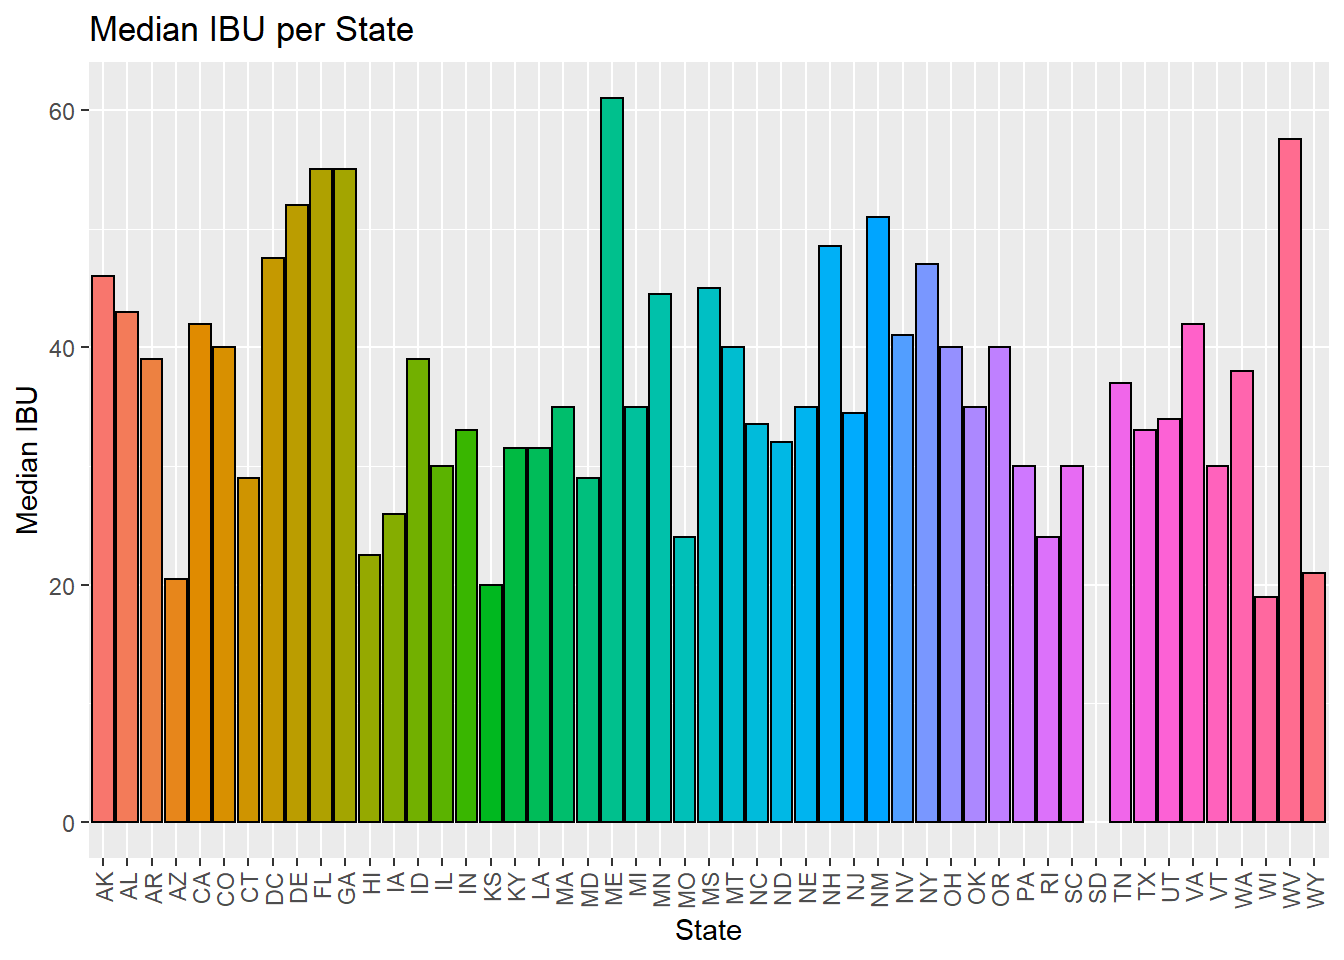 Median IBU per State
Median IBU
60
40
20
0
AK AL AR AZ CA CO CT DC DE FL GA HI IA ID IL IN KS KY LA MA MD ME MI MN MO MS MT NC ND NE NH NJ NM NV NY OH OK OR PA RI SC SD TN TX UT VA VT WA WI WV WY
State